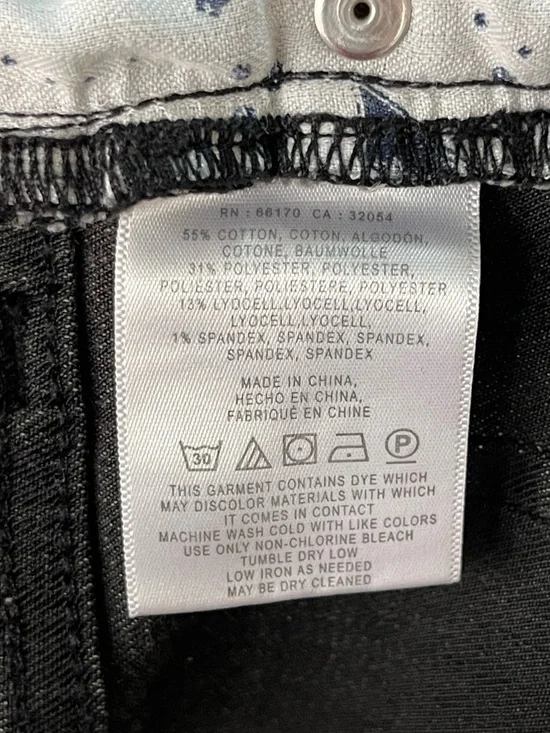 RN : 66170 CA : 32054
55% COTTON, COTON, ALGODÓN,
COTONE, BAUMWOLLE
31% POLYESTER, POLYESTER,
POLIESTER, POLIESTERE, POLYESTER
13% LYOCELL,LYOCELL,LYOCELL,
LYOCELL,LYOCELL,
1% SPANDEX, SPANDEX, SPANDEX,
SPANDEX, SPANDEX
MADE IN CHINA,
HECHO EN CHINA,
FABRIQUÉ EN CHINE
30 P
THIS GARMENT CONTAINS DYE WHICH
MAY DISCOLOR MATERIALS WITH WHICH
IT COMES IN CONTACT
MACHINE WASH COLD WITH LIKE COLORS
USE ONLY NON-CHLORINE BLEACH
TUMBLE DRY LOW
LOW IRON AS NEEDED
MAY BE DRY CLEANED